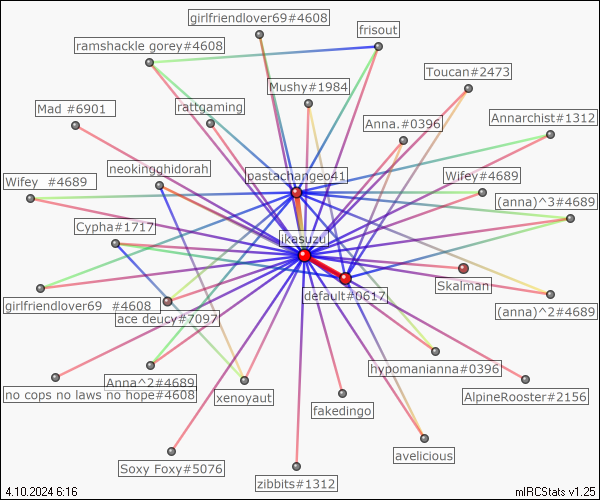 girlfriendlover69#4608
frisout
ramshackle gorey#4608
Toucan#2473
Mushy#1984
Mad #6901
rattgaming
Annarchist#1312
Anna.#0396
neokingghidorah
pastachangeo41
Wifey #4689
Wifey#4689
(anna)^3#4689
Cypha#1717
jkasuzu
Skalman
default#0617
girlfriendlover69 #4608
ace deucy#7097
(anna)^2#4689
hypomanianna#0396
Anna^2#4689
no cops no laws no hope#4608
xenoyaut
AlpineRooster#2156
fakedingo
avelicious
Soxy Foxy#5076
zibbits#1312
4.10.2024 6:16
mIRCStats v1.25